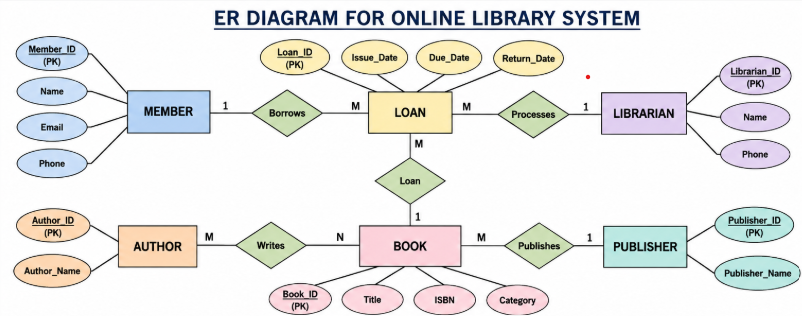 ER DIAGRAM FOR ONLINE LIBRARY SYSTEM
Member_ID
(PK)
Name
Email
Phone
MEMBER
1
Borrows
M
Loan_ID
(PK)
Issue_Date
Due_Date
Return_Date
LOAN
M
Processes
1
LIBRARIAN
Librarian_ID
(PK)
Name
Phone
M
Loan
1
Author_ID
(PK)
Author_Name
AUTHOR
M
Writes
N
BOOK
M
Publishes
1
PUBLISHER
Publisher_ID
(PK)
Publisher_Name
Book_ID
(PK)
Title
ISBN
Category